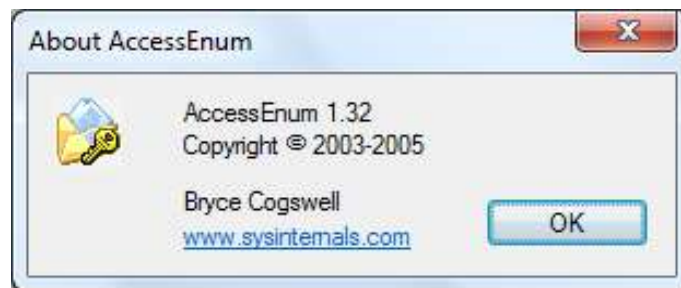 About AccessEnum
AccessEnum 1.32
Copyright © 2003-2005
Bryce Cogswell
www.sysinternals.com
OK